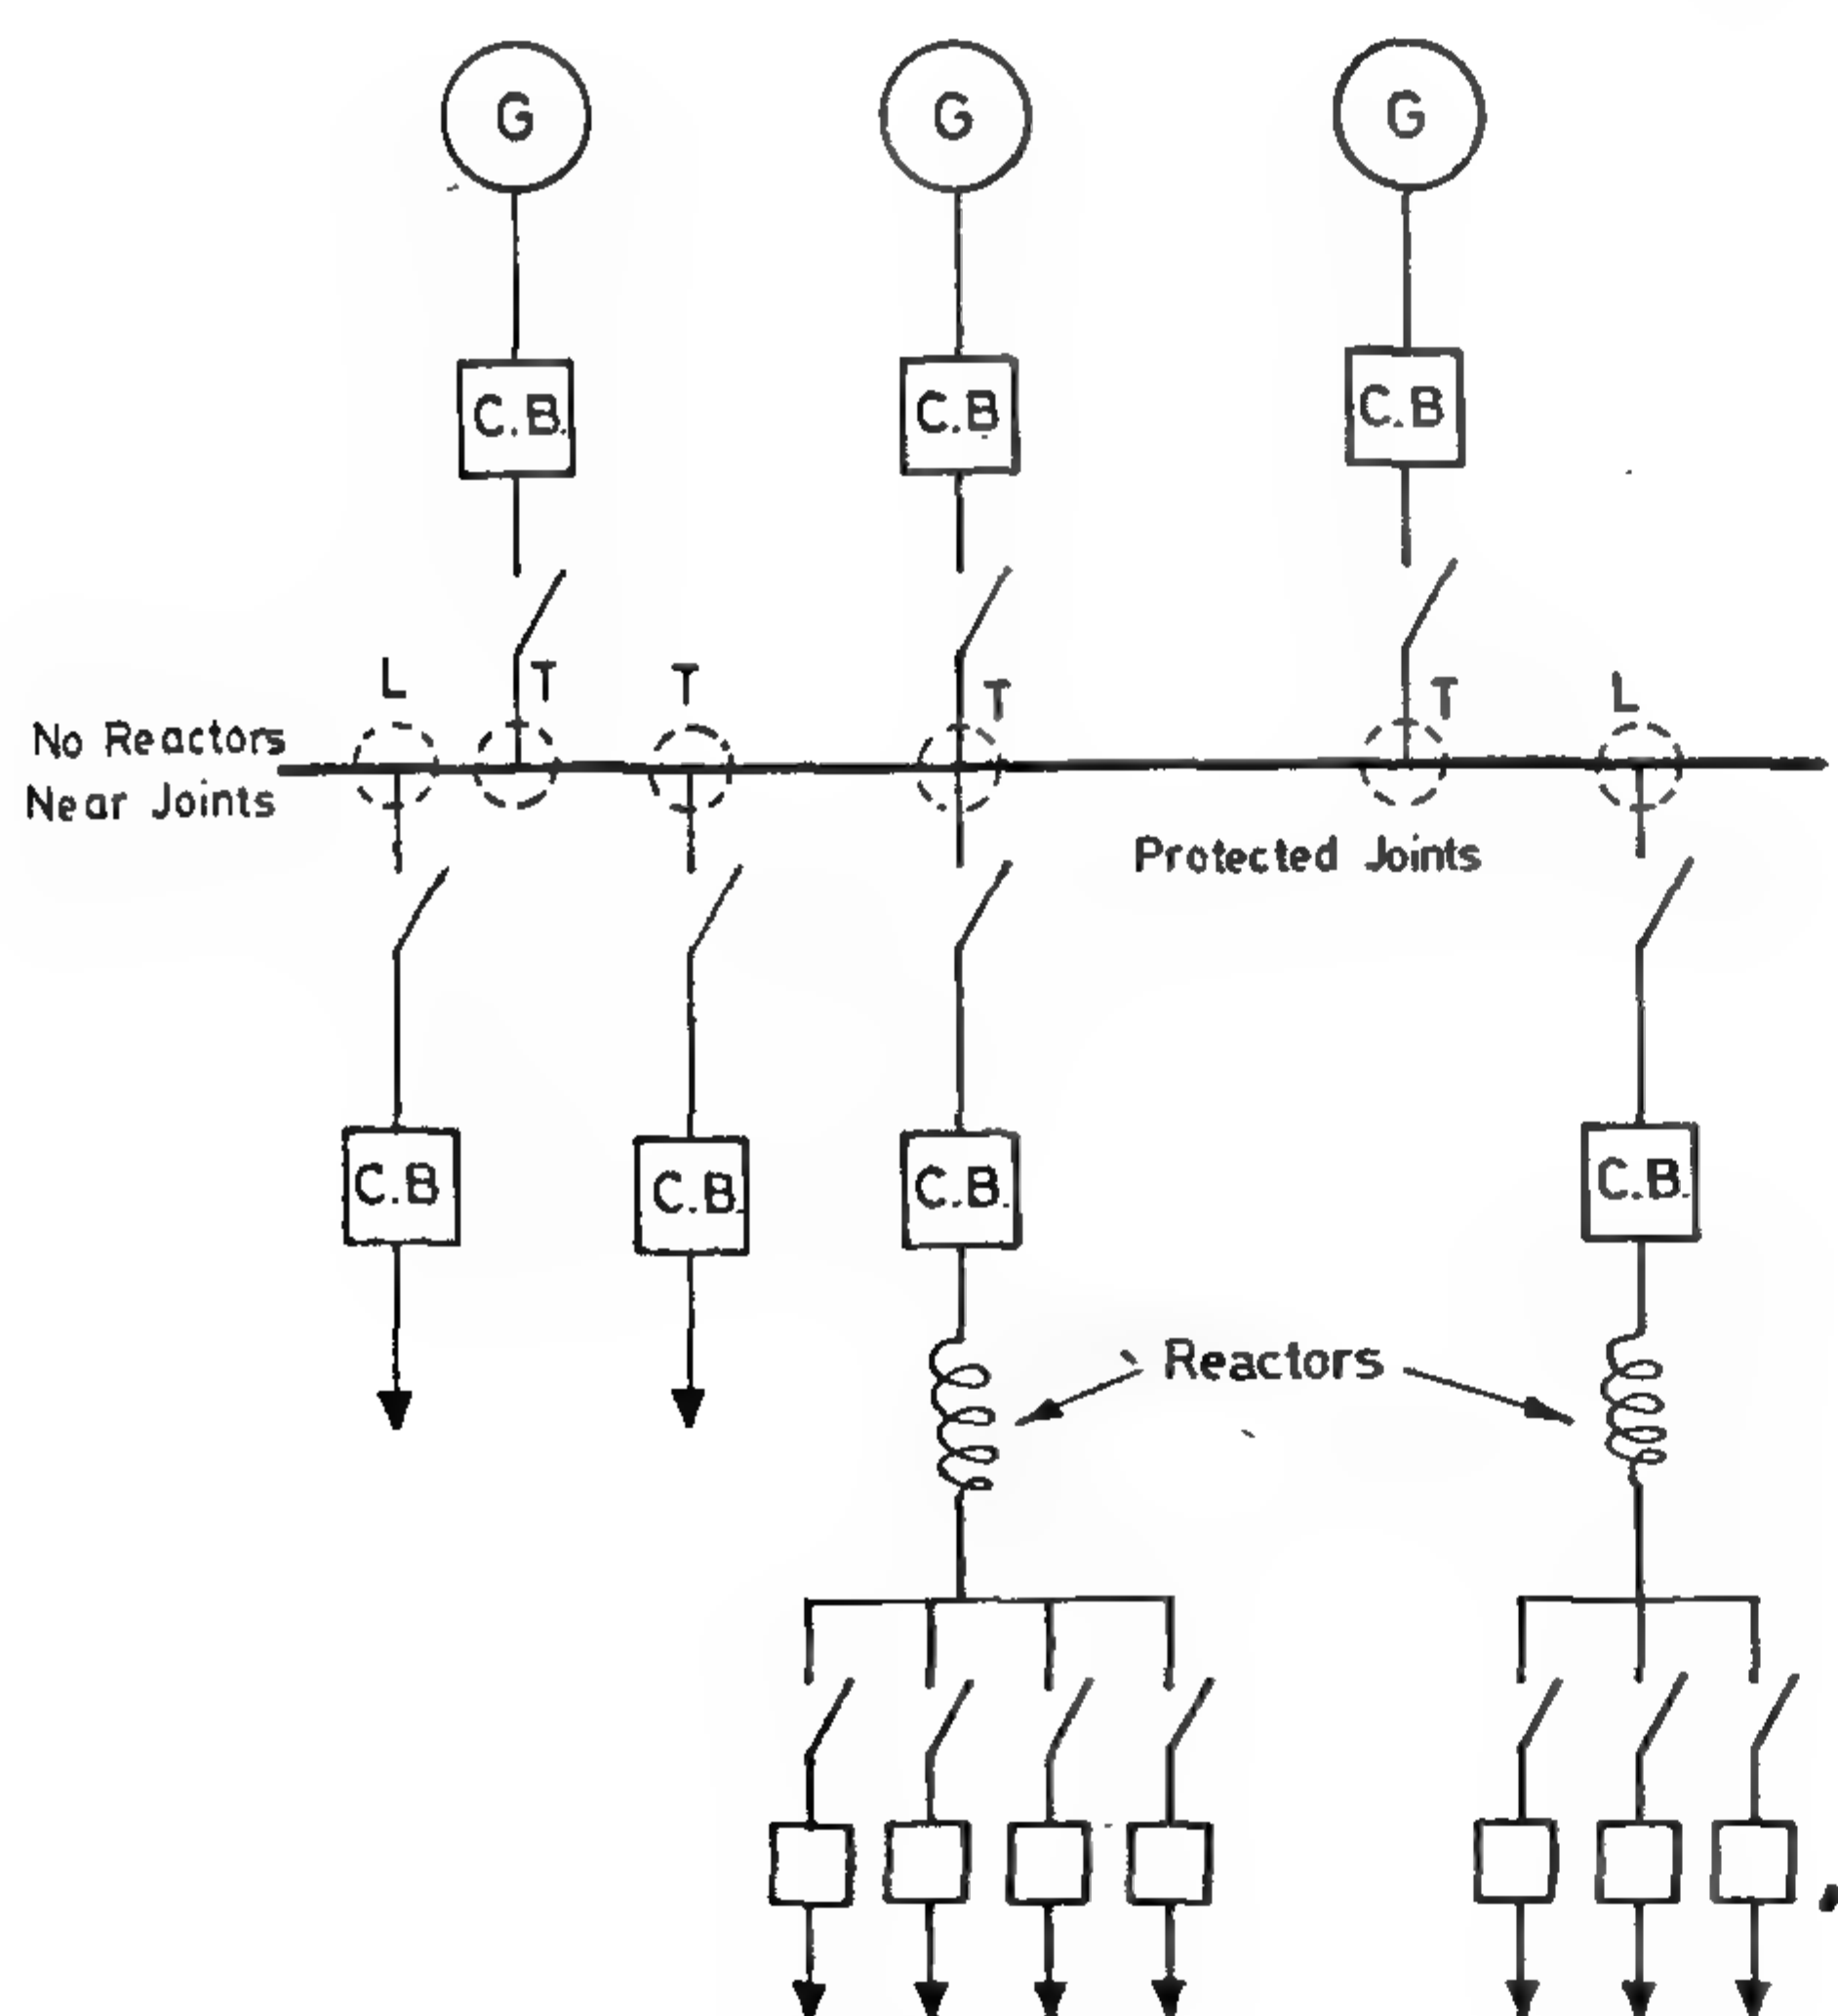 G
G
G
C.B.
C.B
C.B
L
T
T
T
T
L
No Reactors
Near Joints
Protected Joints
C.B
C.B.
C.B.
C.B.
Reactors